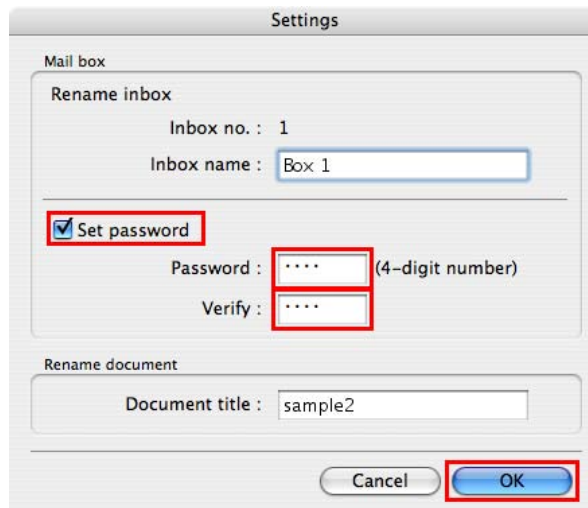 Settings
Mail box
Rename inbox
Inbox no. : 1
Inbox name : Box 1
Set password
Password : •••• (4-digit number)
Verify : ••••
Rename document
Document title : sample2
Cancel OK